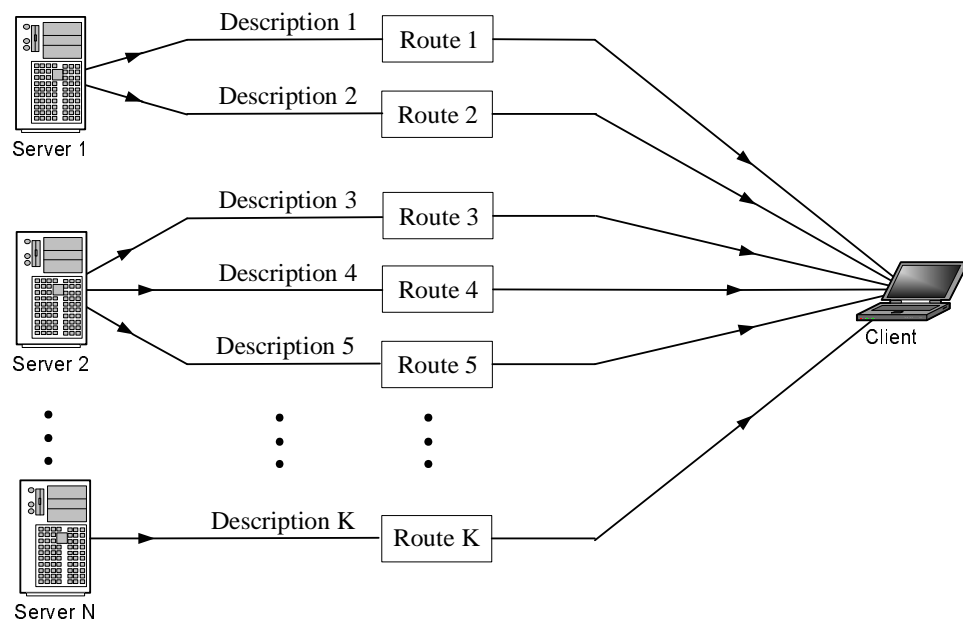 Description 1
Route 1
Description 2
Route 2
Server 1
Description 3
Route 3
Description 4
Route 4
Client
Description 5
Route 5
Server 2
Description K
Route K
Server N